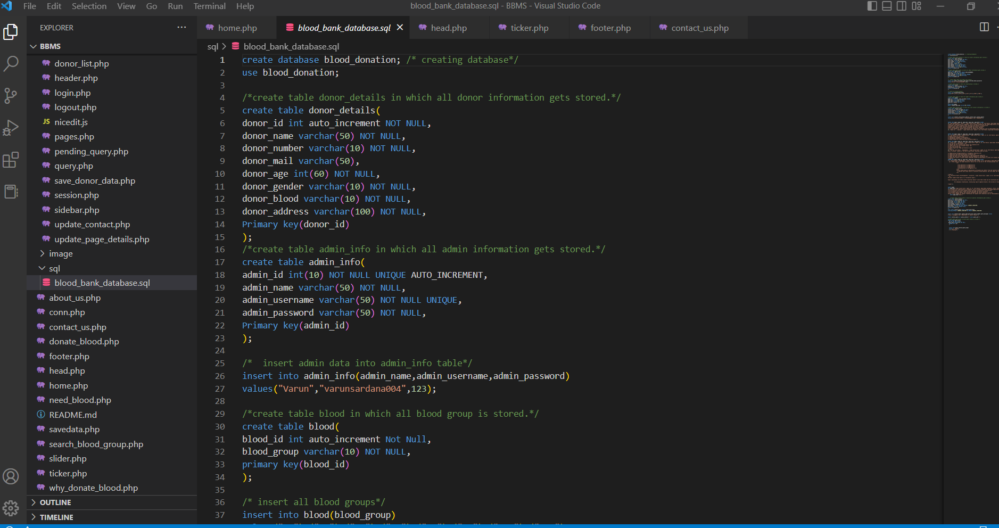 File Edit Selection View Go Run Terminal Help
blood_bank_database.sql - BBMS - Visual Studio Code
EXPLORER
home.php
blood_bank_database.sql
head.php
ticker.php
footer.php
contact_us.php
BBMS
donor_list.php
header.php
login.php
logout.php
JS nicedit.js
pages.php
pending_query.php
query.php
save_donor_data.php
session.php
sidebar.php
update_contact.php
update_page_details.php
image
sql
blood_bank_database.sql
about_us.php
conn.php
contact_us.php
donate_blood.php
footer.php
head.php
home.php
need_blood.php
README.md
savedata.php
search_blood_group.php
slider.php
ticker.php
why_donate_blood.php
OUTLINE
TIMELINE
sql > blood_bank_database.sql
1 create database blood_donation; /* creating database*/
2 use blood_donation;
3
4 /*create table donor_details in which all donor information gets stored.*/
5 create table donor_details(
6 donor_id int auto_increment NOT NULL,
7 donor_name varchar(50) NOT NULL,
8 donor_number varchar(10) NOT NULL,
9 donor_mail varchar(50),
10 donor_age int(60) NOT NULL,
11 donor_gender varchar(10) NOT NULL,
12 donor_blood varchar(10) NOT NULL,
13 donor_address varchar(100) NOT NULL,
14 Primary key(donor_id)
15 );
16 /*create table admin_info in which all admin information gets stored.*/
17 create table admin_info(
18 admin_id int(10) NOT NULL UNIQUE AUTO_INCREMENT,
19 admin_name varchar(50) NOT NULL,
20 admin_username varchar(50) NOT NULL UNIQUE,
21 admin_password varchar(50) NOT NULL,
22 Primary key(admin_id)
23 );
24
25 /*  insert admin data into admin_info table*/
26 insert into admin_info(admin_name,admin_username,admin_password)
27 values("Varun","varunsardana004",123);
28
29 /*create table blood in which all blood group is stored.*/
30 create table blood(
31 blood_id int auto_increment Not Null,
32 blood_group varchar(10) NOT NULL,
33 primary key(blood_id)
34 );
35
36 /* insert all blood groups*/
37 insert into blood(blood_group)